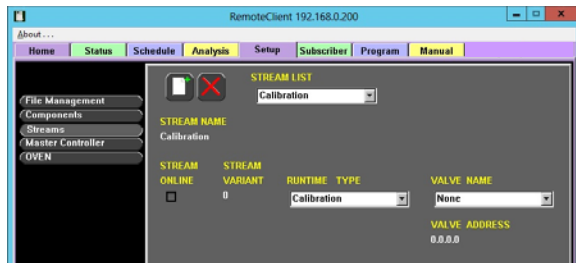 RemoteClient 192.168.0.200
About...
Home Status Schedule Analysis Setup Subscriber Program Manual
STREAM LIST
Calibration
File Management
Components
Streams
Master Controller
OVEN
STREAM NAME
Calibration
STREAM ONLINE
STREAM VARIANT
0
RUNTIME TYPE
Calibration
VALVE NAME
None
VALVE ADDRESS
0.0.0.0